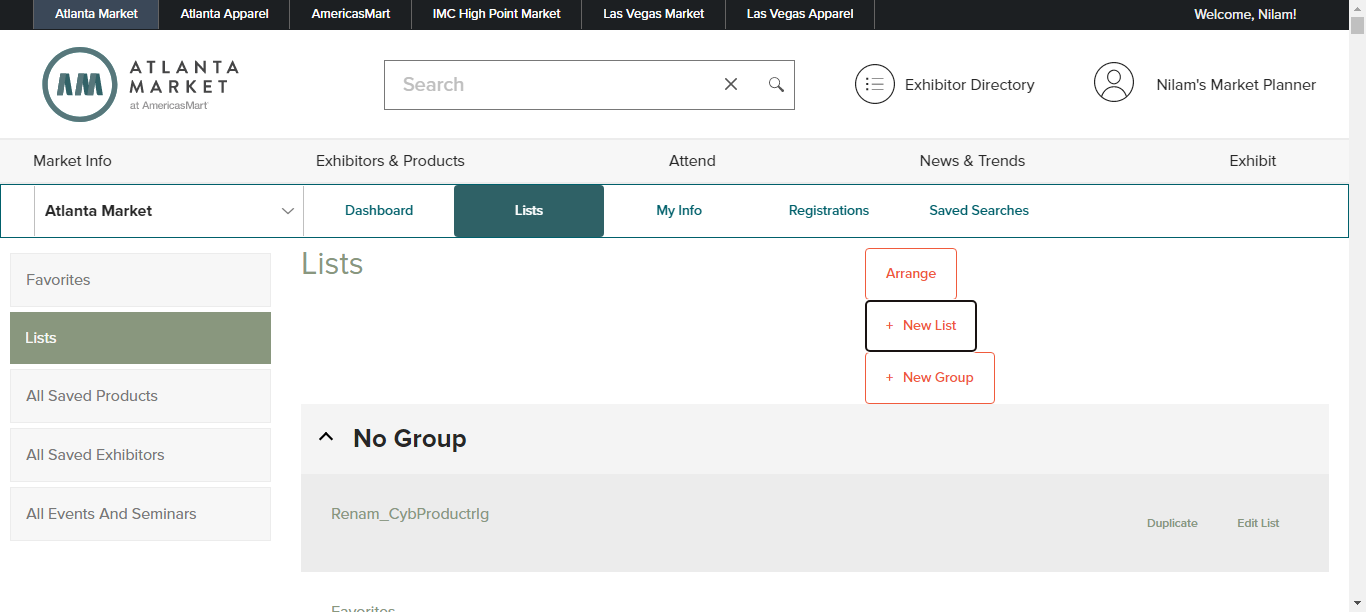 Atlanta Market
Atlanta Apparel
AmericasMart
IMC High Point Market
Las Vegas Market
Las Vegas Apparel
Welcome, Nilam!
AM
ATLANTA
MARKET
at AmericasMart
Search
Exhibitor Directory
Nilam's Market Planner
Market Info
Exhibitors & Products
Attend
News & Trends
Exhibit
Atlanta Market
Dashboard
Lists
My Info
Registrations
Saved Searches
Favorites
Lists
All Saved Products
All Saved Exhibitors
All Events And Seminars
Lists
Arrange
+ New List
+ New Group
No Group
Renam_CybProductrlg
Duplicate
Edit List
Favorites